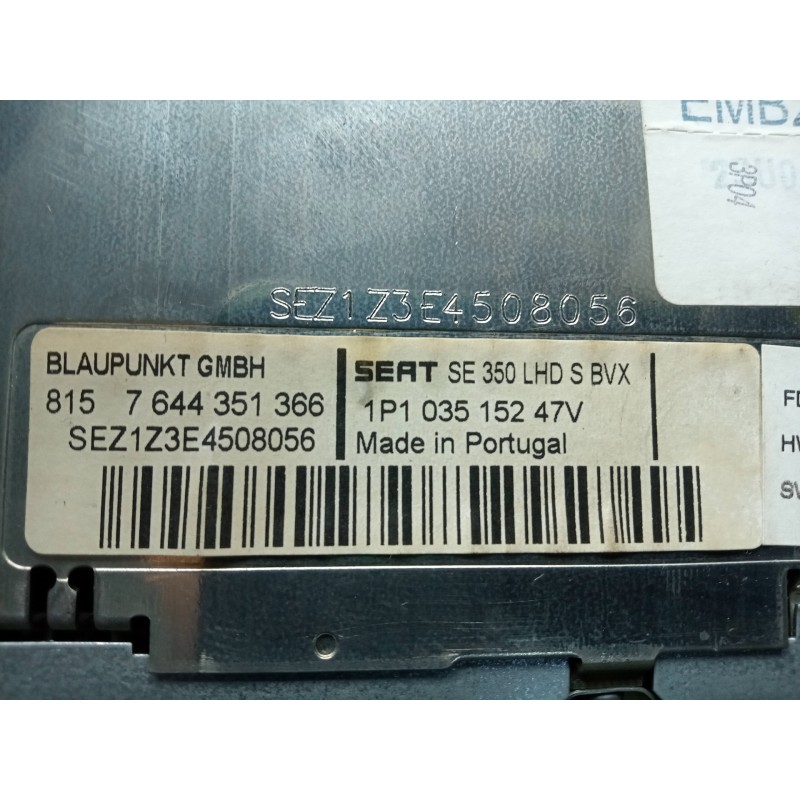 3P04
SEZ1Z3E4508056
BLAUPUNKT GMBH
815 7 644 351 366
SEZ1Z3E4508056
SEAT SE 350 LHD S BVX
1P1 035 152 47V
Made in Portugal